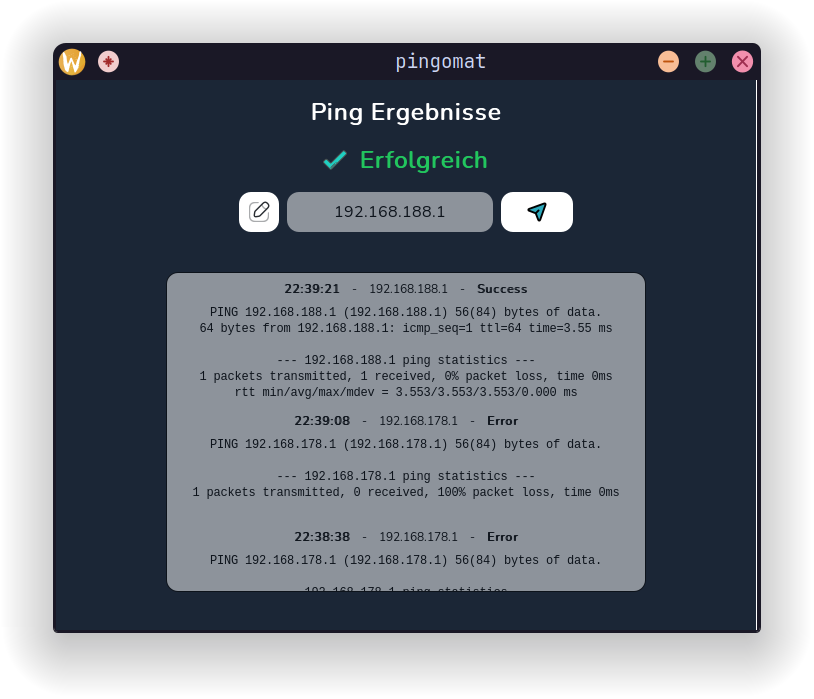 pingomat
Ping Ergebnisse
Erfolgreich
192.168.188.1
22:39:21 - 192.168.188.1 - Success
PING 192.168.188.1 (192.168.188.1) 56(84) bytes of data.
64 bytes from 192.168.188.1: icmp_seq=1 ttl=64 time=3.55 ms
--- 192.168.188.1 ping statistics ---
1 packets transmitted, 1 received, 0% packet loss, time 0ms
rtt min/avg/max/mdev = 3.553/3.553/3.553/0.000 ms
22:39:08 - 192.168.178.1 - Error
PING 192.168.178.1 (192.168.178.1) 56(84) bytes of data.
--- 192.168.178.1 ping statistics ---
1 packets transmitted, 0 received, 100% packet loss, time 0ms
22:38:38 - 192.168.178.1 - Error
PING 192.168.178.1 (192.168.178.1) 56(84) bytes of data.
192.168.178.1 ping statistics